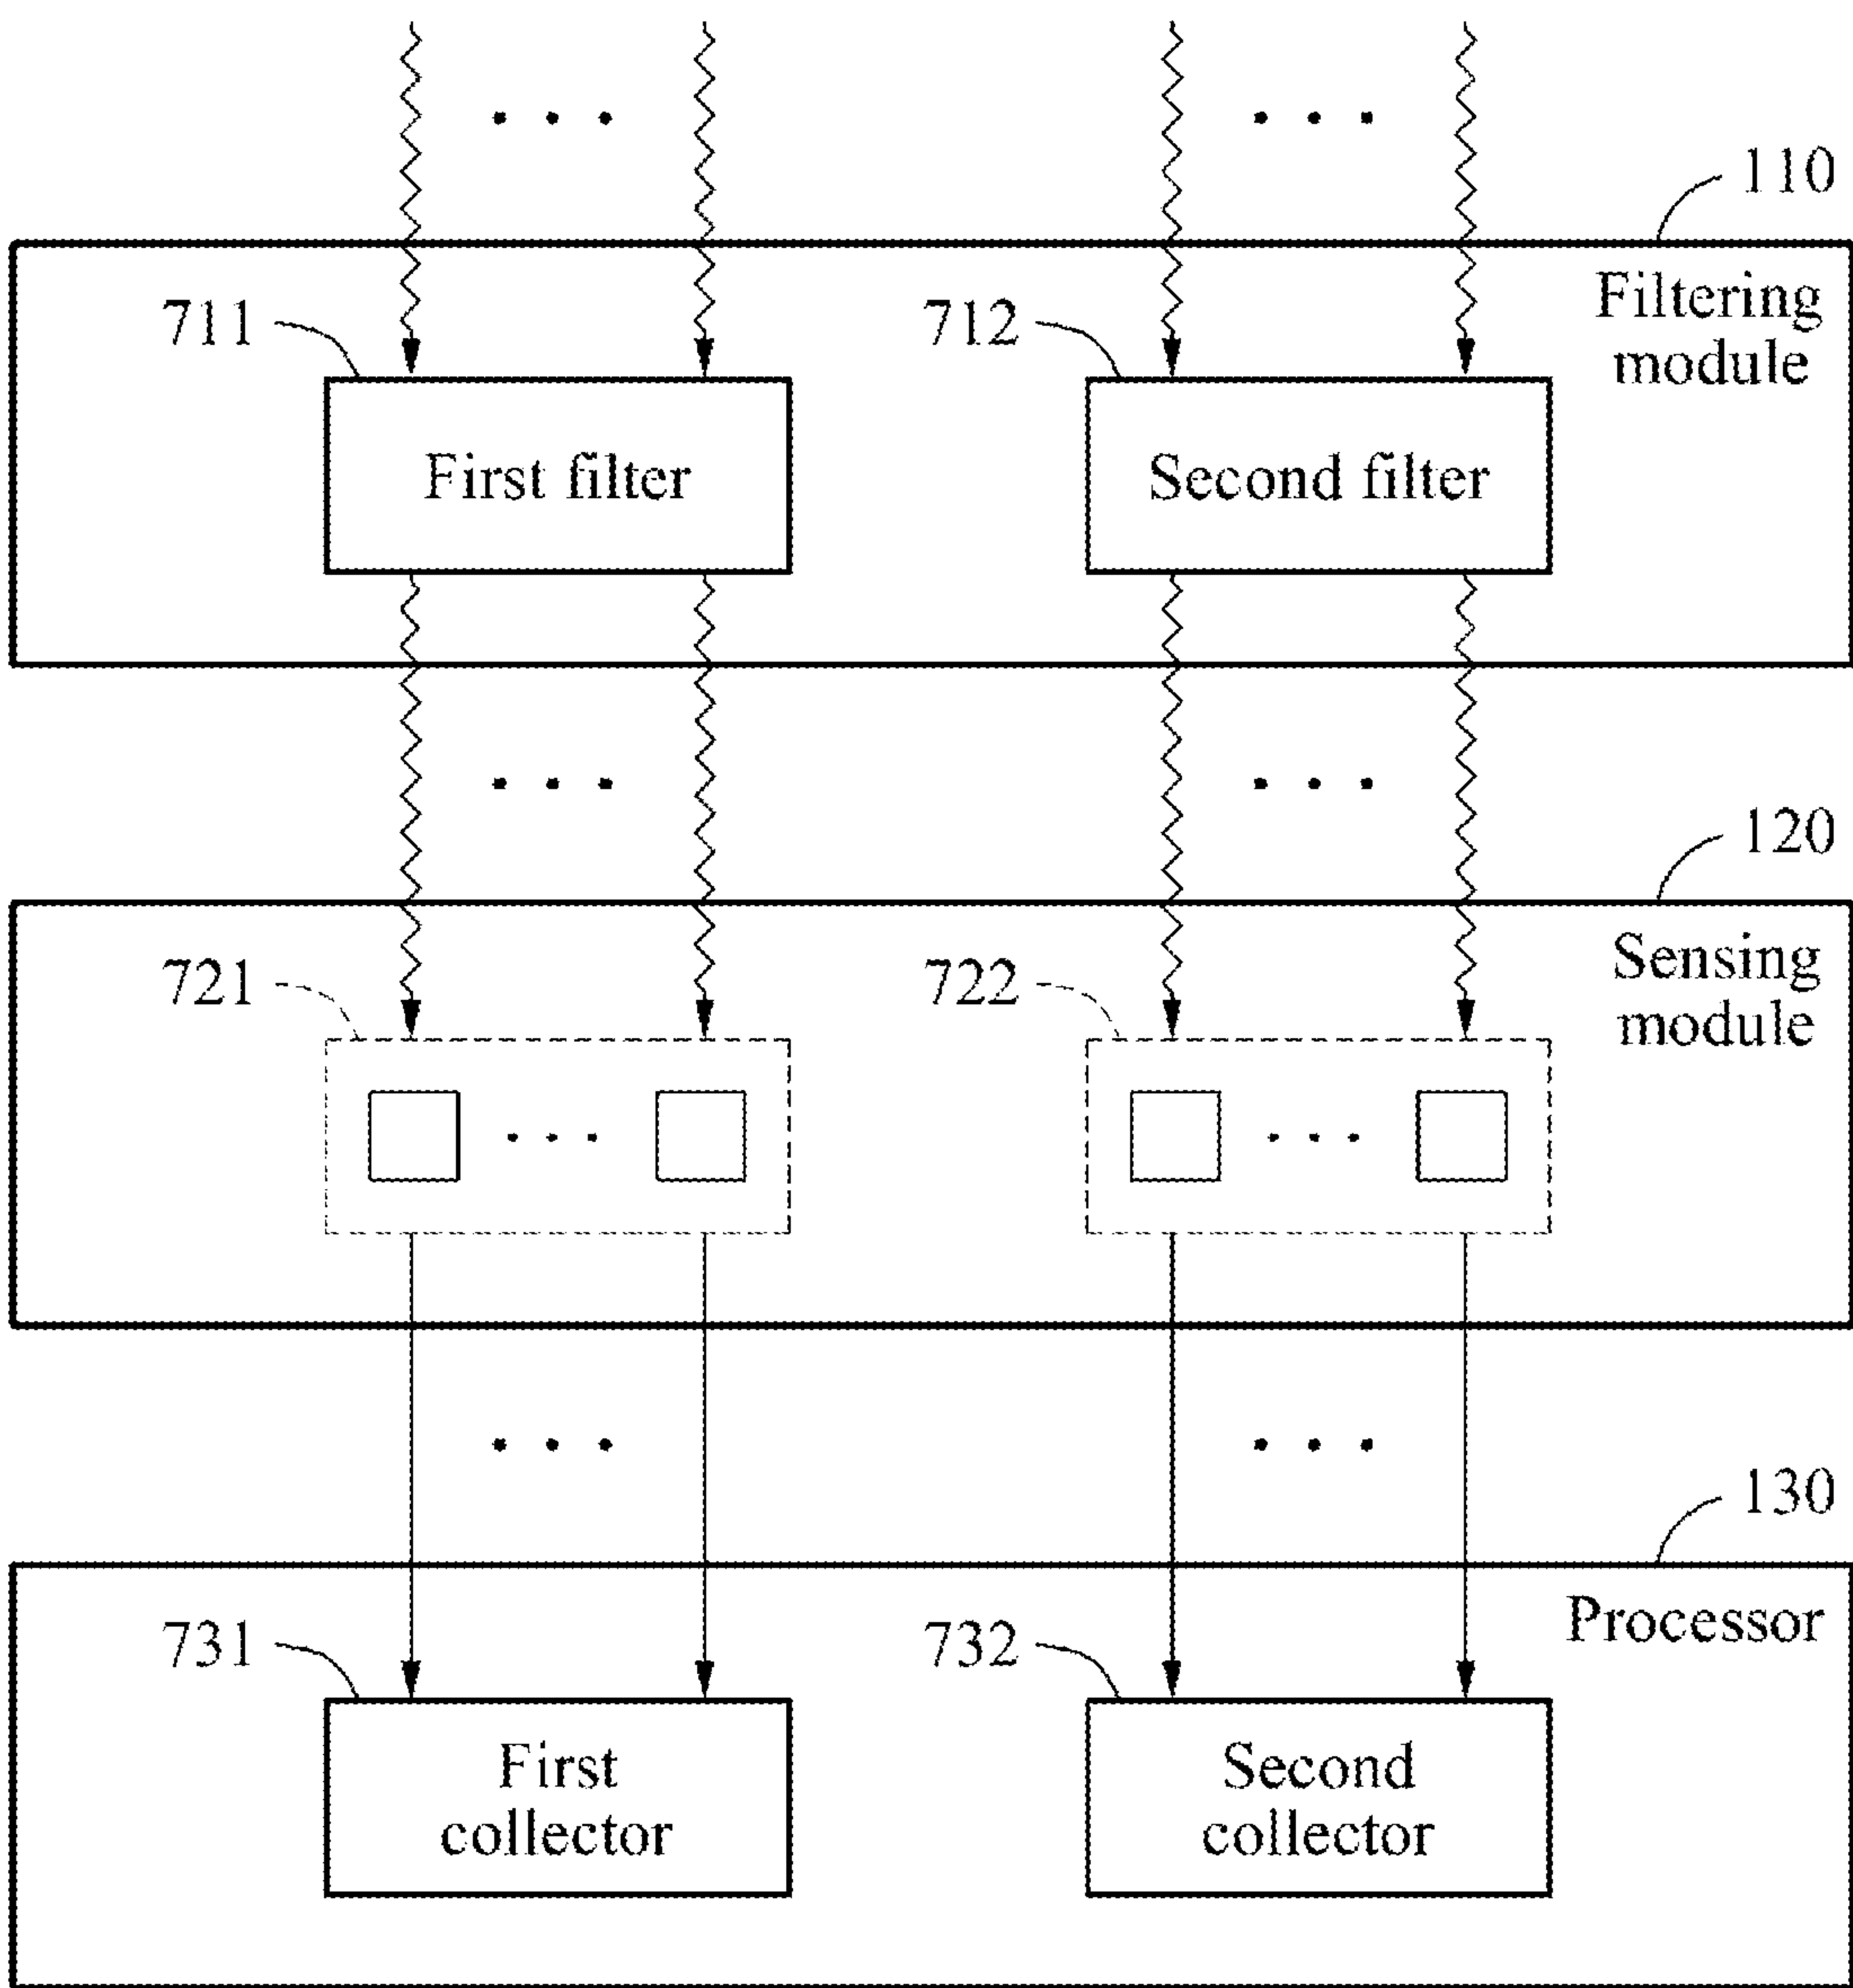 110
Filtering
module
711
712
First filter
Second filter
120
Sensing
module
721
722
130
Processor
731
732
First
collector
Second
collector